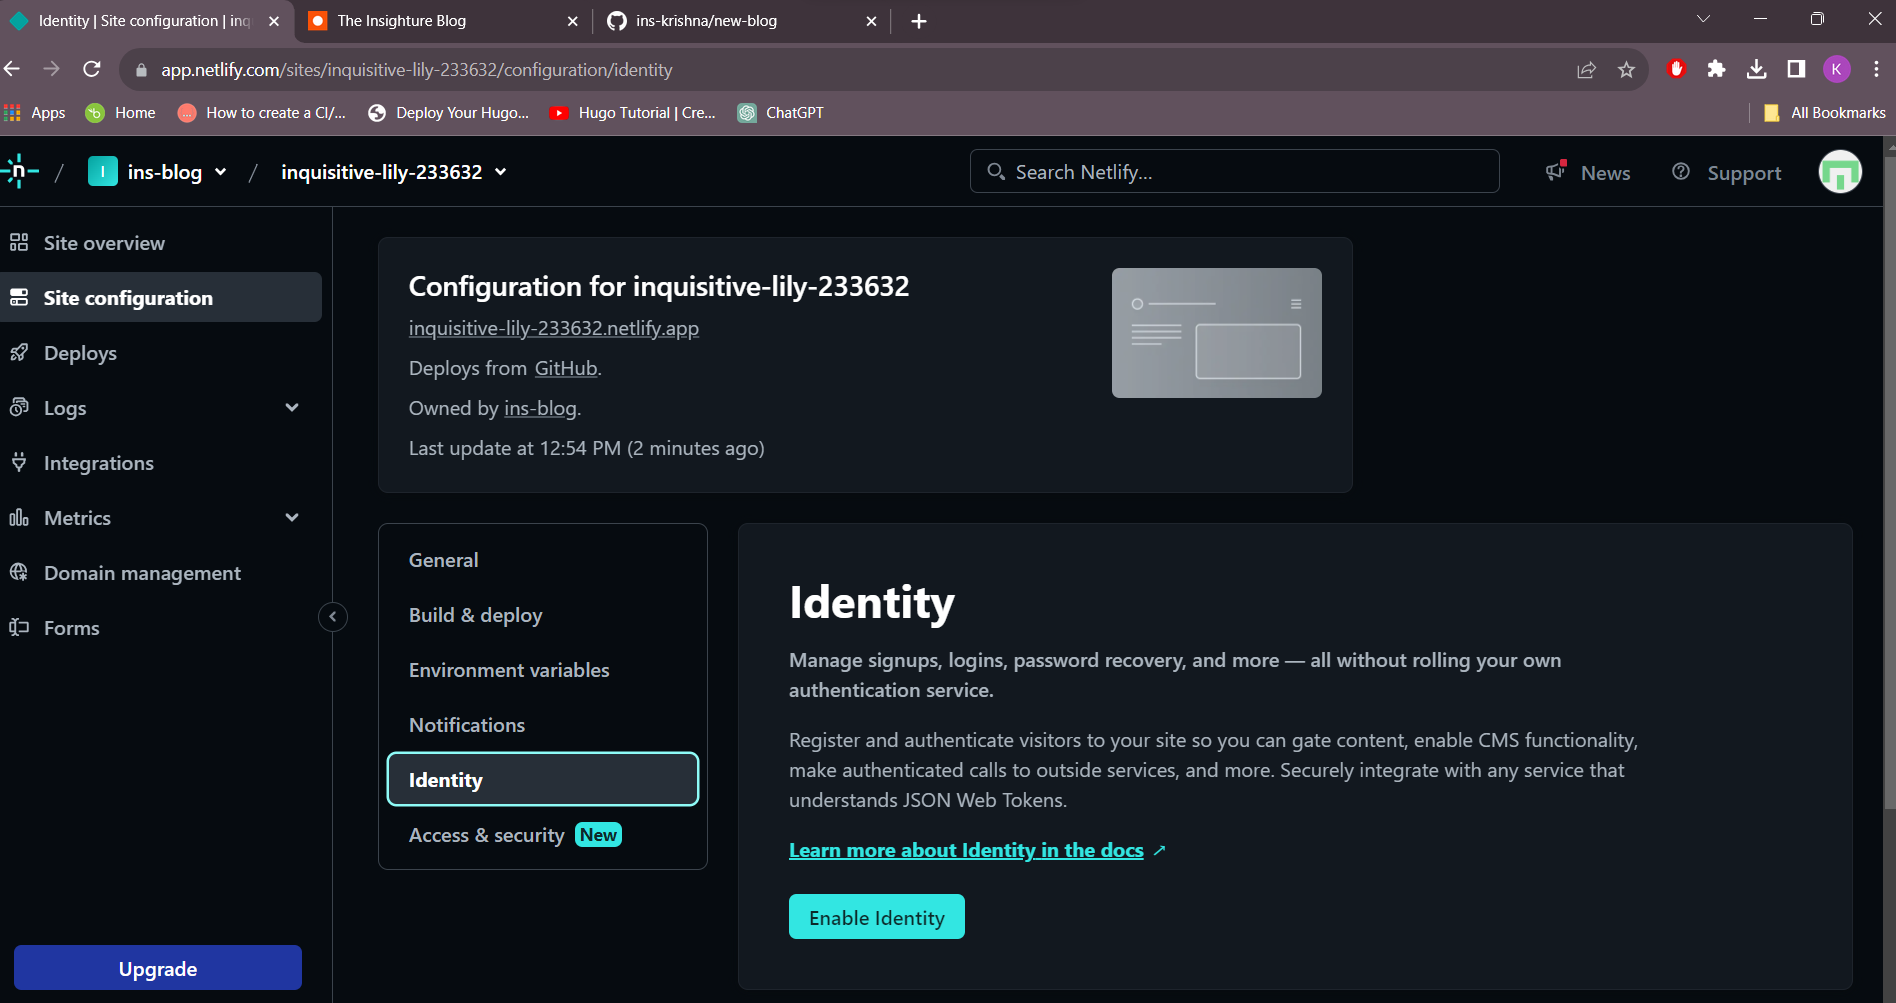 Identity | Site configuration | inq
The Insighture Blog
ins-krishna/new-blog
app.netlify.com/sites/inquisitive-lily-233632/configuration/identity
K
Apps
Home
How to create a CI/...
Deploy Your Hugo...
Hugo Tutorial | Cre...
ChatGPT
All Bookmarks
n / I ins-blog / inquisitive-lily-233632
Search Netlify...
News
Support
Site overview
Site configuration
Deploys
Logs
Integrations
Metrics
Domain management
Forms
Upgrade
Configuration for inquisitive-lily-233632
inquisitive-lily-233632.netlify.app
Deploys from GitHub.
Owned by ins-blog.
Last update at 12:54 PM (2 minutes ago)
General
Build & deploy
Environment variables
Notifications
Identity
Access & security New
Identity
Manage signups, logins, password recovery, and more — all without rolling your own
authentication service.
Register and authenticate visitors to your site so you can gate content, enable CMS functionality,
make authenticated calls to outside services, and more. Securely integrate with any service that
understands JSON Web Tokens.
Learn more about Identity in the docs
Enable Identity